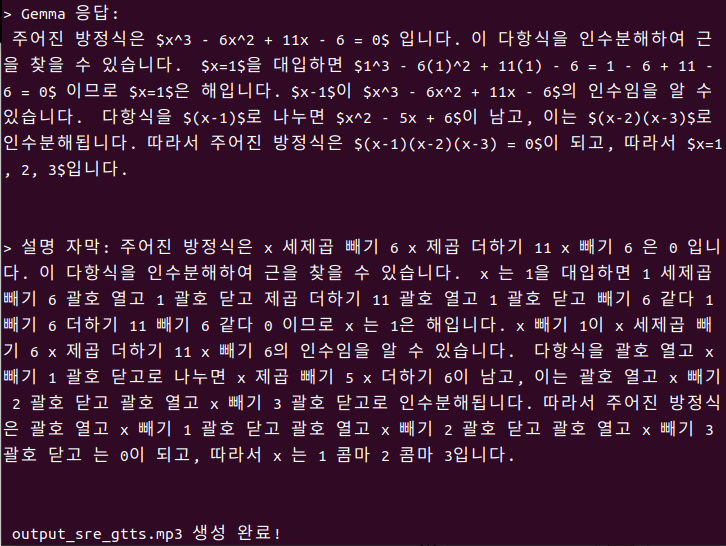 > Gemma 응답:
주어진 방정식은 $x^3 - 6x^2 + 11x - 6 = 0$ 입니다. 이 다항식을 인수분해하여 근
을 찾을 수 있습니다.  $x=1$을 대입하면 $1^3 - 6(1)^2 + 11(1) - 6 = 1 - 6 + 11 -
6 = 0$ 이므로 $x=1$은 해입니다. $x-1$이 $x^3 - 6x^2 + 11x - 6$의 인수임을 알 수
있습니다.  다항식을 $(x-1)$로 나누면 $x^2 - 5x + 6$이 남고, 이는 $(x-2)(x-3)$로
인수분해됩니다. 따라서 주어진 방정식은 $(x-1)(x-2)(x-3) = 0$이 되고, 따라서 $x=1
, 2, 3$입니다.
> 설명 자막: 주어진 방정식은 x 세제곱 빼기 6 x 제곱 더하기 11 x 빼기 6 은 0 입니
다. 이 다항식을 인수분해하여 근을 찾을 수 있습니다.  x 는 1을 대입하면 1 세제곱
빼기 6 괄호 열고 1 괄호 닫고 제곱 더하기 11 괄호 열고 1 괄호 닫고 빼기 6 같다 1
빼기 6 더하기 11 빼기 6 같다 0 이므로 x 는 1은 해입니다. x 빼기 1이 x 세제곱 빼
기 6 x 제곱 더하기 11 x 빼기 6의 인수임을 알 수 있습니다.  다항식을 괄호 열고 x
빼기 1 괄호 닫고로 나누면 x 제곱 빼기 5 x 더하기 6이 남고, 이는 괄호 열고 x 빼기
2 괄호 닫고 괄호 열고 x 빼기 3 괄호 닫고로 인수분해됩니다. 따라서 주어진 방정식
은 괄호 열고 x 빼기 1 괄호 닫고 괄호 열고 x 빼기 2 괄호 닫고 괄호 열고 x 빼기 3
괄호 닫고 는 0이 되고, 따라서 x 는 1 콤마 2 콤마 3입니다.
output_sre_gtts.mp3 생성 완료!